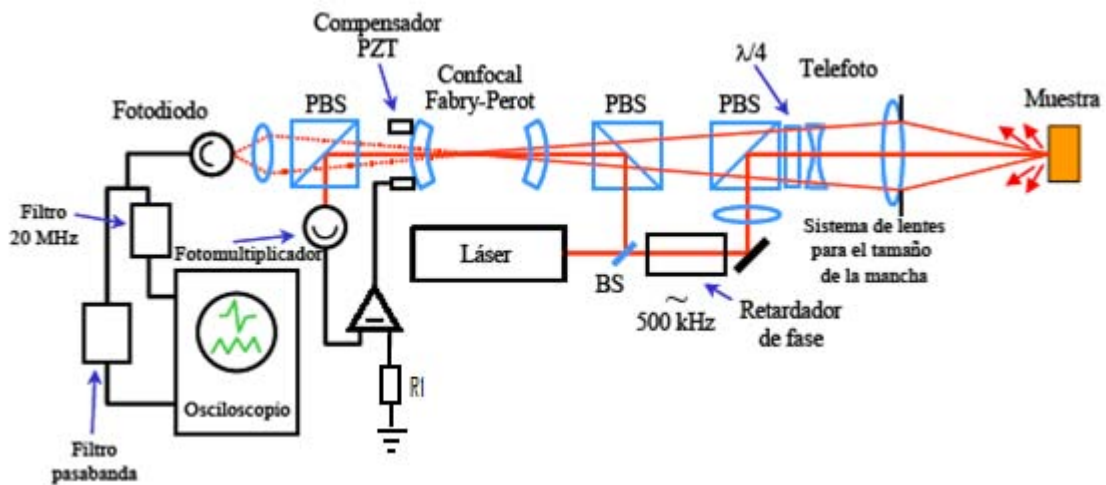 Compensador
PZT
Confocal
Fabry-Perot
λ/4
Telefoto
PBS
PBS
PBS
Muestra
Fotodiodo
Filtro
20 MHz
Fotomultiplicador
Láser
BS
~
500 kHz
Retardador
de fase
Sistema de lentes
para el tamaño
de la mancha
R1
Osciloscopio
Filtro
pasabanda